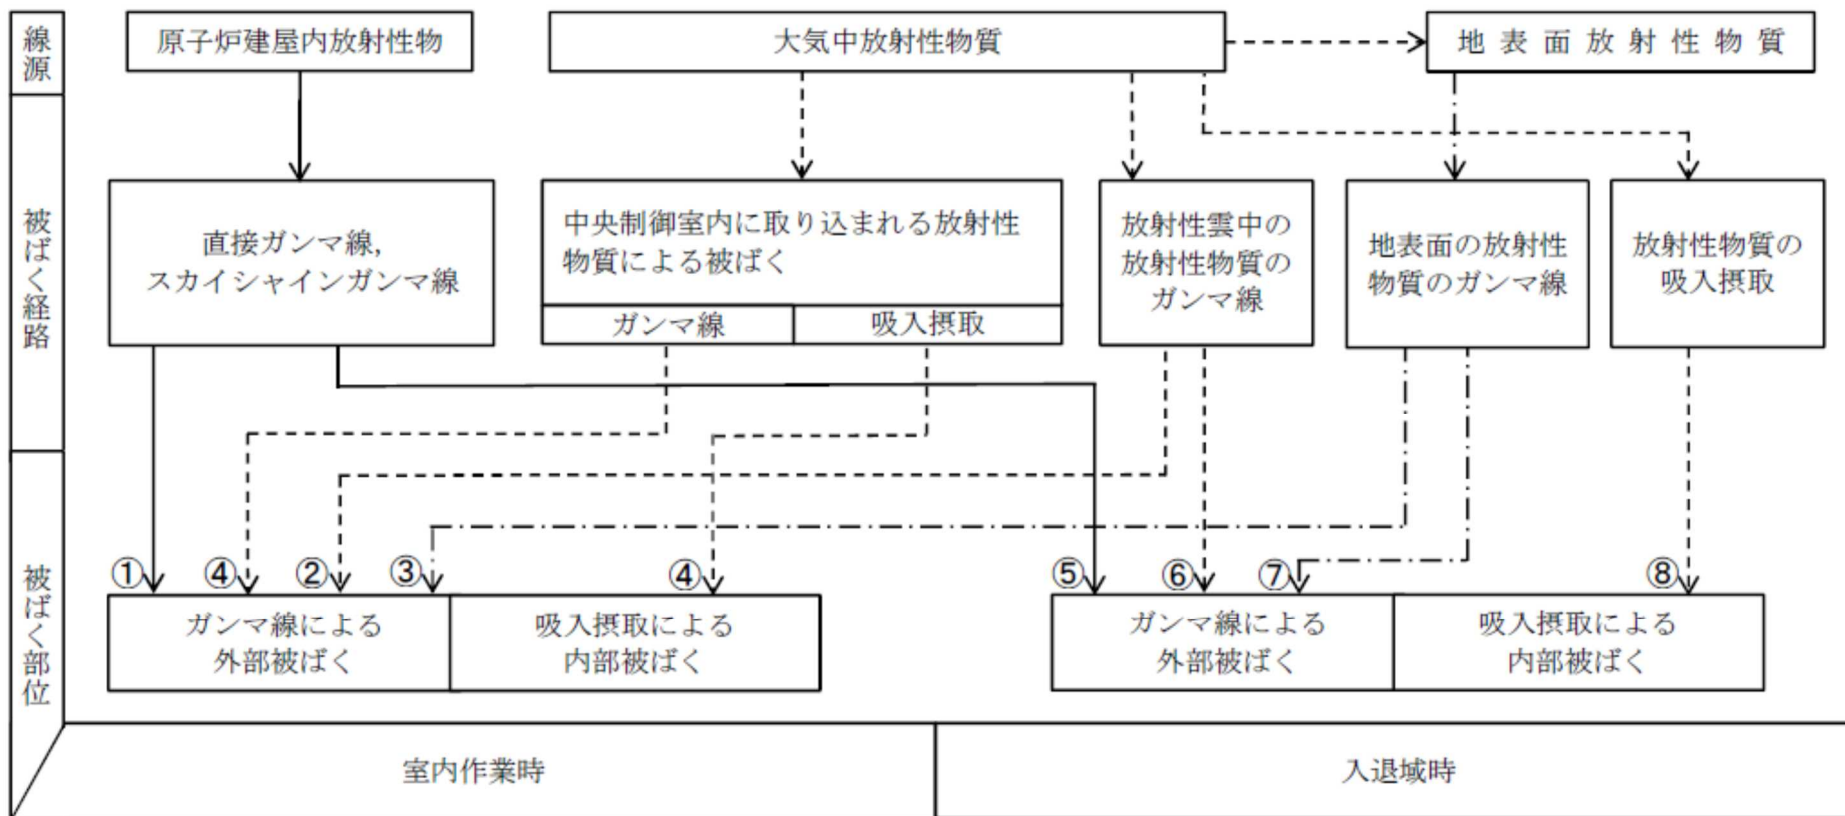 線源
原子炉建屋内放射性物
大気中放射性物質
地表面放射性物質
被ばく経路
直接ガンマ線,
スカイシャインガンマ線
中央制御室内に取り込まれる放射性
物質による被ばく
ガンマ線
吸入摂取
放射性雲中の
放射性物質の
ガンマ線
地表面の放射性
物質のガンマ線
放射性物質の
吸入摂取
被ばく部位
①
④
②
③
④
⑤
⑥
⑦
⑧
ガンマ線による
外部被ばく
吸入摂取による
内部被ばく
ガンマ線による
外部被ばく
吸入摂取による
内部被ばく
室内作業時
入退域時